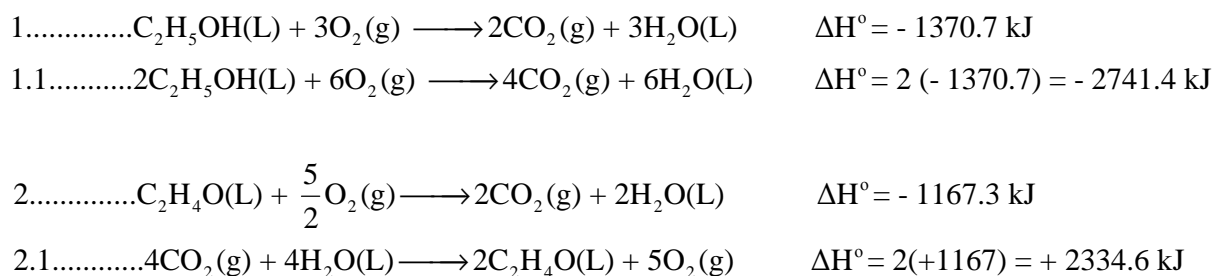 1..............C₂H₅OH(L) + 3O₂(g) ⟶ 2CO₂(g) + 3H₂O(L) ΔH° = - 1370.7 kJ
1.1...........2C₂H₅OH(L) + 6O₂(g) ⟶ 4CO₂(g) + 6H₂O(L) ΔH° = 2 (- 1370.7) = - 2741.4 kJ
2..............C₂H₄O(L) + 5/2 O₂(g) ⟶ 2CO₂(g) + 2H₂O(L) ΔH° = - 1167.3 kJ
2.1............4CO₂(g) + 4H₂O(L) ⟶ 2C₂H₄O(L) + 5O₂(g) ΔH° = 2(+1167) = + 2334.6 kJ